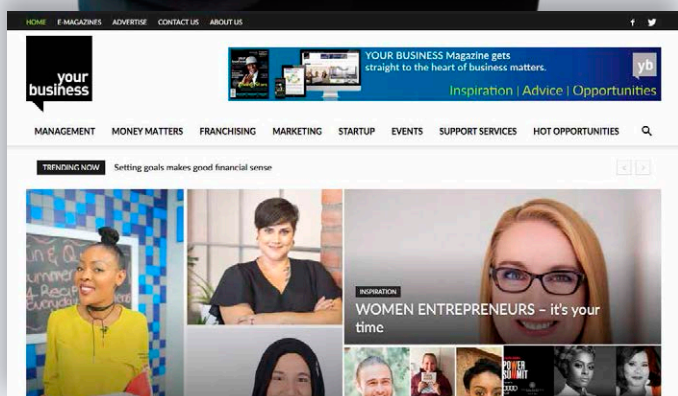 HOME E-MAGAZINES ADVERTISE CONTACT US ABOUT US
your
business
YOUR BUSINESS Magazine gets
straight to the heart of business matters.
yb
Inspiration | Advice | Opportunities
MANAGEMENT MONEY MATTERS FRANCHISING MARKETING STARTUP EVENTS SUPPORT SERVICES HOT OPPORTUNITIES
TRENDING NOW Setting goals makes good financial sense
INSPIRATION
WOMEN ENTREPRENEURS – it's your
time
POWER
SUMMIT